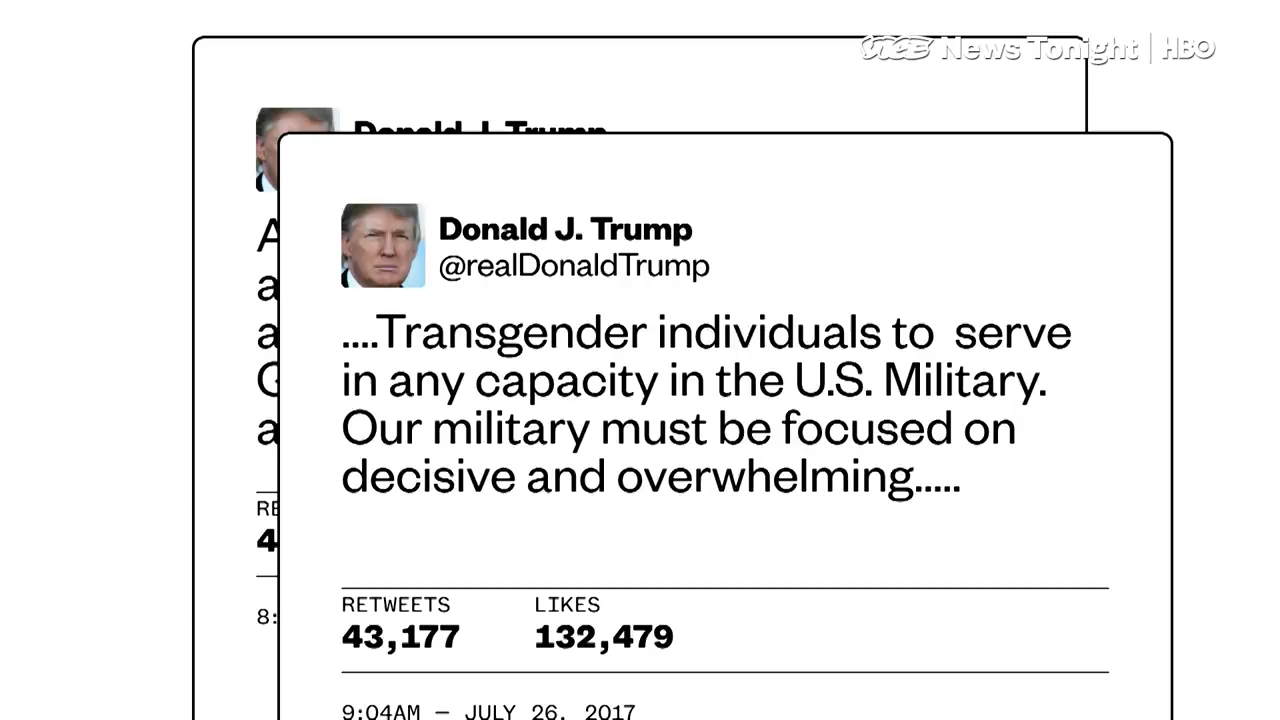 VICE News Tonight | HBO
Donald J. Trump
Donald J. Trump
@realDonaldTrump
....Transgender individuals to  serve
in any capacity in the U.S. Military.
Our military must be focused on
decisive and overwhelming.....
RETWEETS LIKES
43,177 132,479
9:04AM — JULY 26, 2017